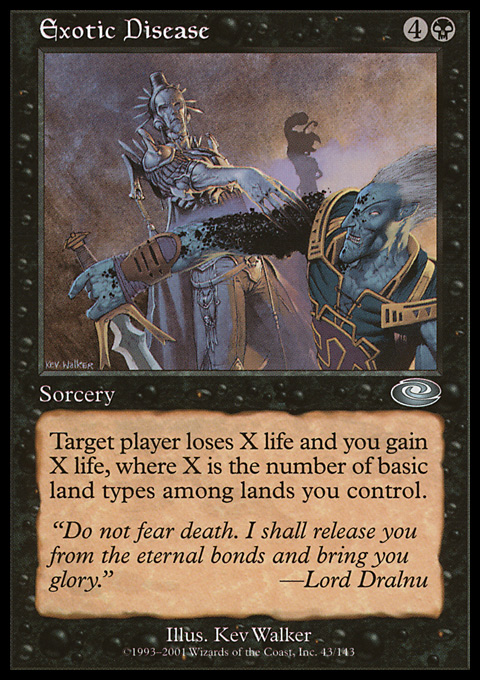 Exotic Disease 4
KEV WALKER
Sorcery
Target player loses X life and you gain
X life, where X is the number of basic
land types among lands you control.
“Do not fear death. I shall release you
from the eternal bonds and bring you
glory.” —Lord Dralnu
Illus. Kev Walker
©1993–2001 Wizards of the Coast, Inc. 43/143